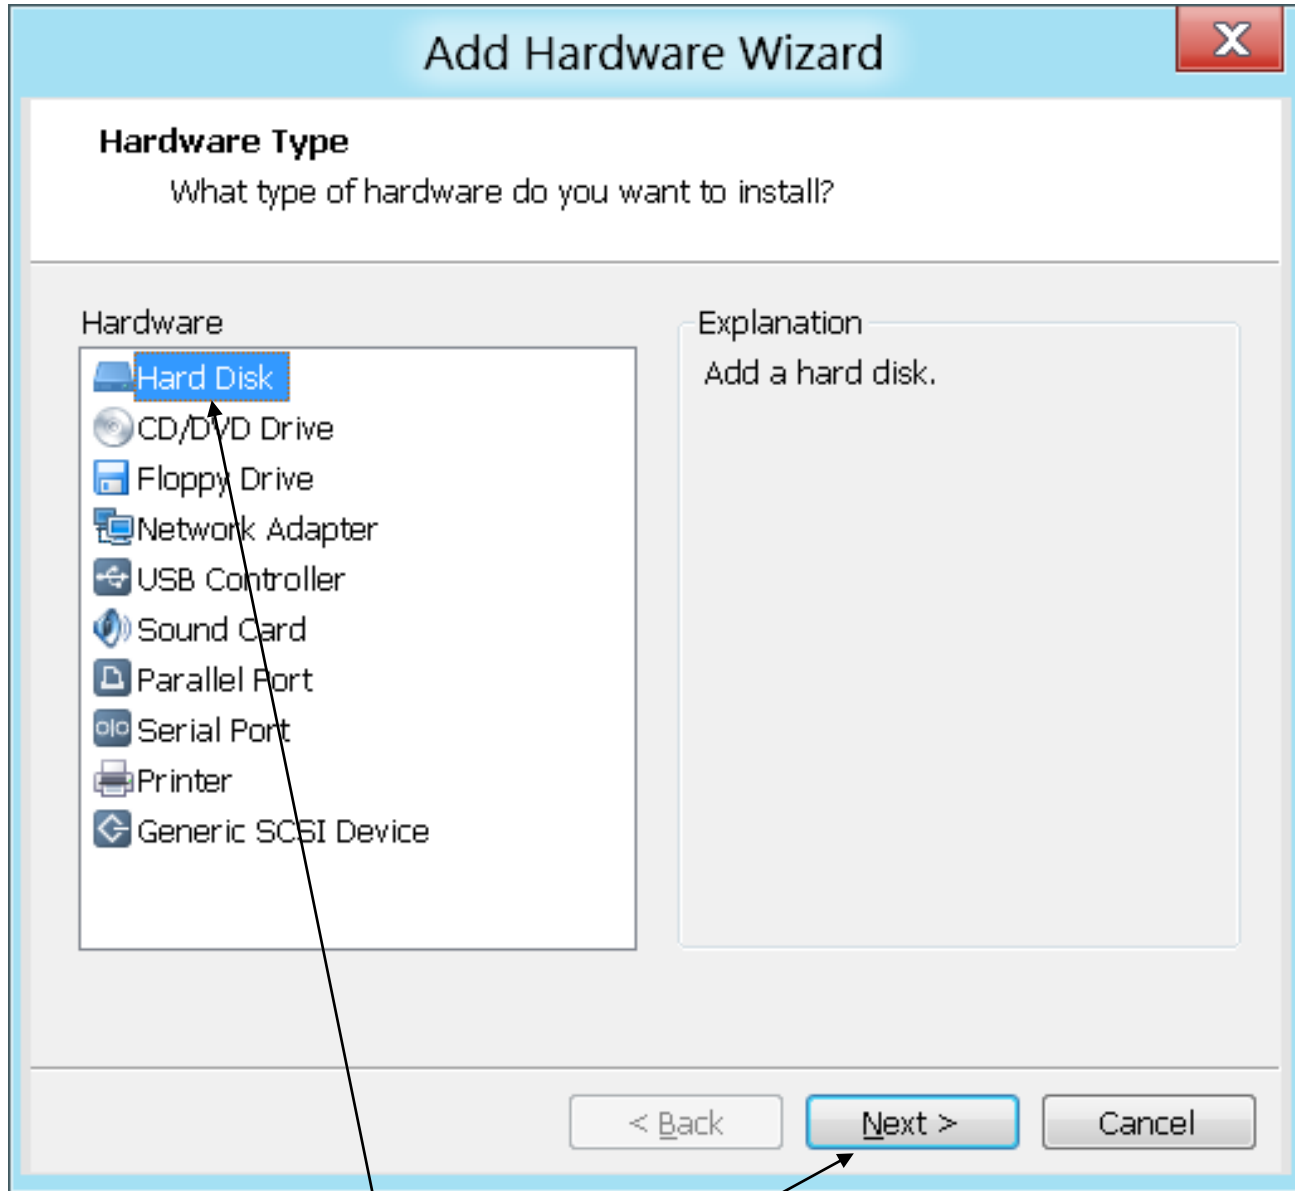 Add Hardware Wizard
X
Hardware Type
What type of hardware do you want to install?
Hardware
Hard Disk
CD/DVD Drive
Floppy Drive
Network Adapter
USB Controller
Sound Card
Parallel Port
Serial Port
Printer
Generic SCSI Device
Explanation
Add a hard disk.
< Back
Next >
Cancel